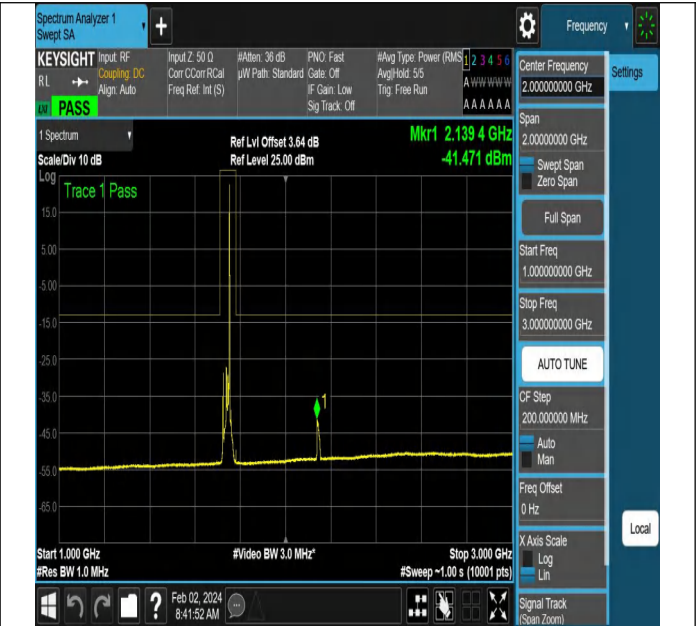 Spectrum Analyzer 1
Swept SA
+
Frequency
KEYSIGHT
Input: RF
Coupling: DC
Align: Auto
Input Z: 50 Ω
Corr CCorr RCal
Freq Ref: Int (S)
#Atten: 36 dB
µW Path: Standard
PNO: Fast
Gate: Off
IF Gain: Low
Sig Track: Off
#Avg Type: Power (RMS
Avg|Hold: 5/5
Trig: Free Run
1 2 3 4 5 6
A W W W W W
A A A A A A
RL
PASS
1 Spectrum
Scale/Div 10 dB
Ref Lvl Offset 3.64 dB
Ref Level 25.00 dBm
Mkr1 2.139 4 GHz
-41.471 dBm
Log
Trace 1 Pass
15.0
5.00
-5.00
-15.0
-25.0
-35.0
-45.0
-55.0
-65.0
1
Start 1.000 GHz
#Res BW 1.0 MHz
#Video BW 3.0 MHz*
Stop 3.000 GHz
#Sweep ~1.00 s (10001 pts)
Feb 02, 2024
8:41:52 AM
Center Frequency
2.000000000 GHz
Settings
Span
2.00000000 GHz
Swept Span
Zero Span
Full Span
Start Freq
1.000000000 GHz
Stop Freq
3.000000000 GHz
AUTO TUNE
CF Step
200.000000 MHz
Auto
Man
Freq Offset
0 Hz
X Axis Scale
Log
Lin
Local
Signal Track
(Span Zoom)